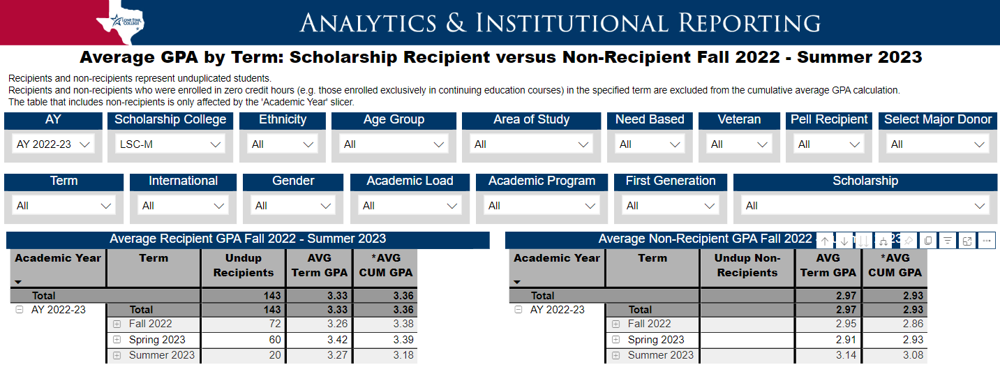 LONE STAR
COLLEGE
ANALYTICS & INSTITUTIONAL REPORTING
Average GPA by Term: Scholarship Recipient versus Non-Recipient Fall 2022 - Summer 2023
Recipients and non-recipients represent unduplicated students.
Recipients and non-recipients who were enrolled in zero credit hours (e.g. those enrolled exclusively in continuing education courses) in the specified term are excluded from the cumulative average GPA calculation.
The table that includes non-recipients is only affected by the 'Academic Year' slicer.
AY Scholarship College Ethnicity Age Group Area of Study Need Based Veteran Pell Recipient Select Major Donor
AY 2022-23 LSC-M All All All All All All All
Term International Gender Academic Load Academic Program First Generation Scholarship
All All All All All All All
Average Recipient GPA Fall 2022 - Summer 2023
Academic Year Term Undup Recipients AVG Term GPA *AVG CUM GPA
Total 143 3.33 3.36
AY 2022-23 Total 143 3.33 3.36
Fall 2022 72 3.26 3.38
Spring 2023 60 3.42 3.39
Summer 2023 20 3.27 3.18
Average Non-Recipient GPA Fall 2022
Academic Year Term Undup Non-Recipients AVG Term GPA *AVG CUM GPA
Total 2.97 2.93
AY 2022-23 Total 2.97 2.93
Fall 2022 2.95 2.86
Spring 2023 2.91 2.93
Summer 2023 3.14 3.08